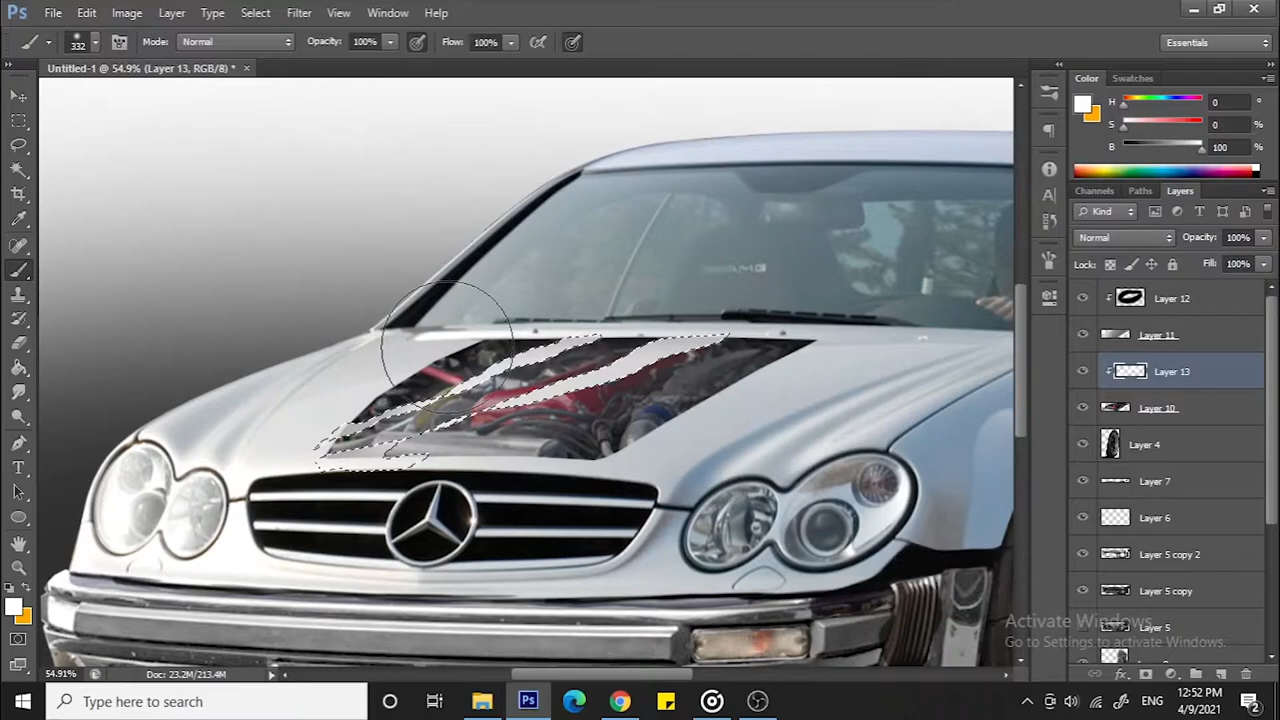 Ps File Edit Image Layer Type Select Filter 3D View Window Help
332 Mode: Normal Opacity: 100% Flow: 100% Essentials
Untitled-1 @ 54.9% (Layer 13, RGB/8) * ×
Color Swatches
H 0 °
S 0 %
B 100 %
Channels Paths Layers
Kind
Normal Opacity: 100%
Lock: Fill: 100%
Layer 12
Layer 11
Layer 13
Layer 10
Layer 4
Layer 7
Layer 6
Layer 5 copy 2
Layer 5 copy
Layer 5
AMG
Activate Windows
Go to Settings to activate Windows.
54.91% Doc: 23.2M/213.4M
Type here to search
ENG
12:52 PM
4/9/2021
2